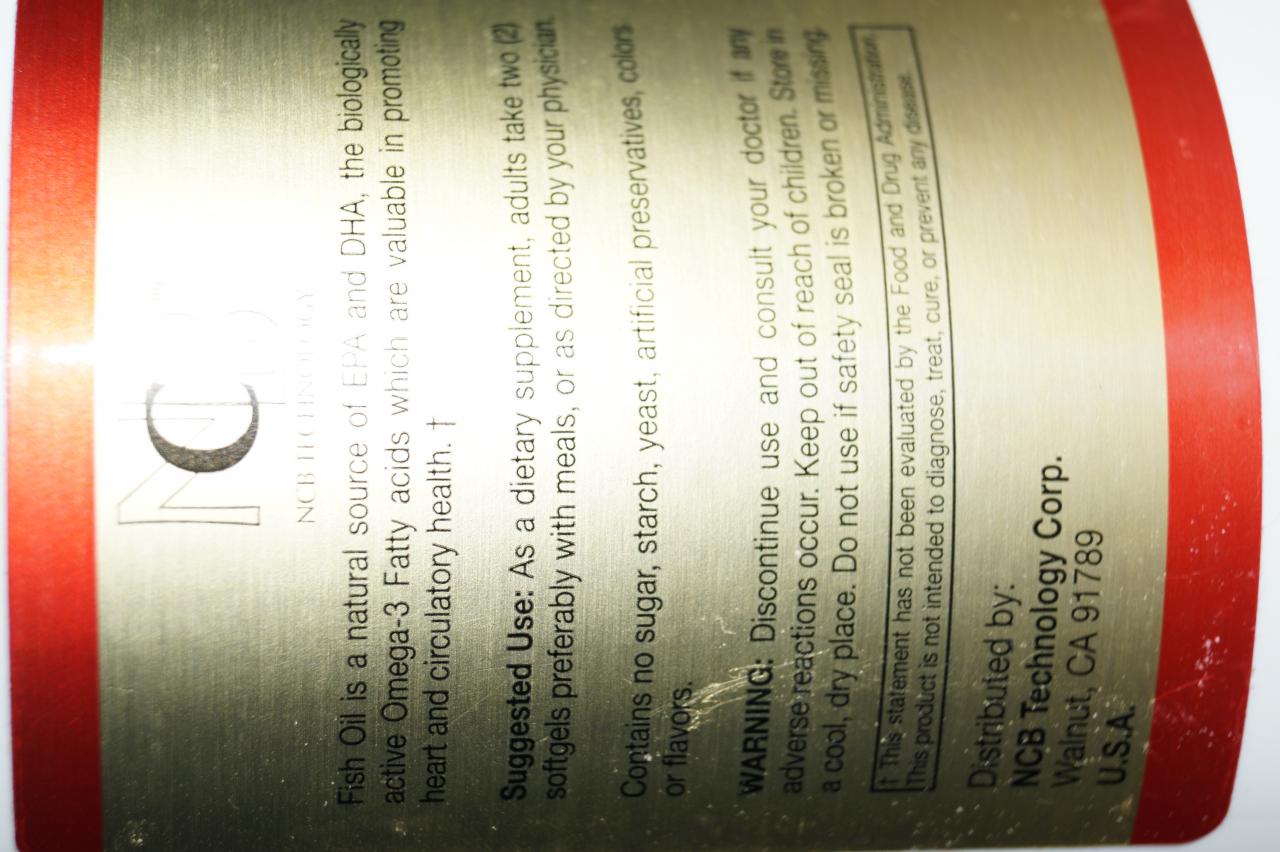 NCB
NCB TECHNOLOGY
Fish Oil is a natural source of EPA and DHA, the biologically
active Omega-3 Fatty acids which are valuable in promoting
heart and circulatory health. †
Suggested Use: As a dietary supplement, adults take two (2)
softgels preferably with meals, or as directed by your physician.
Contains no sugar, starch, yeast, artificial preservatives, colors
or flavors.
WARNING: Discontinue use and consult your doctor if any
adverse reactions occur. Keep out of reach of children. Store in
a cool, dry place. Do not use if safety seal is broken or missing.
† This statement has not been evaluated by the Food and Drug Administration.
This product is not intended to diagnose, treat, cure, or prevent any disease.
Distributed by:
NCB Technology Corp.
Walnut, CA 91789
U.S.A.